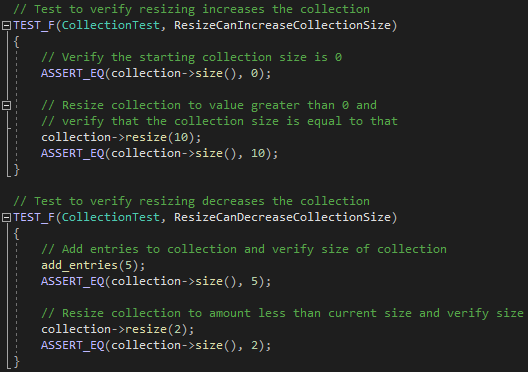 // Test to verify resizing increases the collection
TEST_F(CollectionTest, ResizeCanIncreaseCollectionSize)
{
// Verify the starting collection size is 0
ASSERT_EQ(collection->size(), 0);
// Resize collection to value greater than 0 and
// verify that the collection size is equal to that
collection->resize(10);
ASSERT_EQ(collection->size(), 10);
}
// Test to verify resizing decreases the collection
TEST_F(CollectionTest, ResizeCanDecreaseCollectionSize)
{
// Add entries to collection and verify size of collection
add_entries(5);
ASSERT_EQ(collection->size(), 5);
// Resize collection to amount less than current size and verify size
collection->resize(2);
ASSERT_EQ(collection->size(), 2);
}